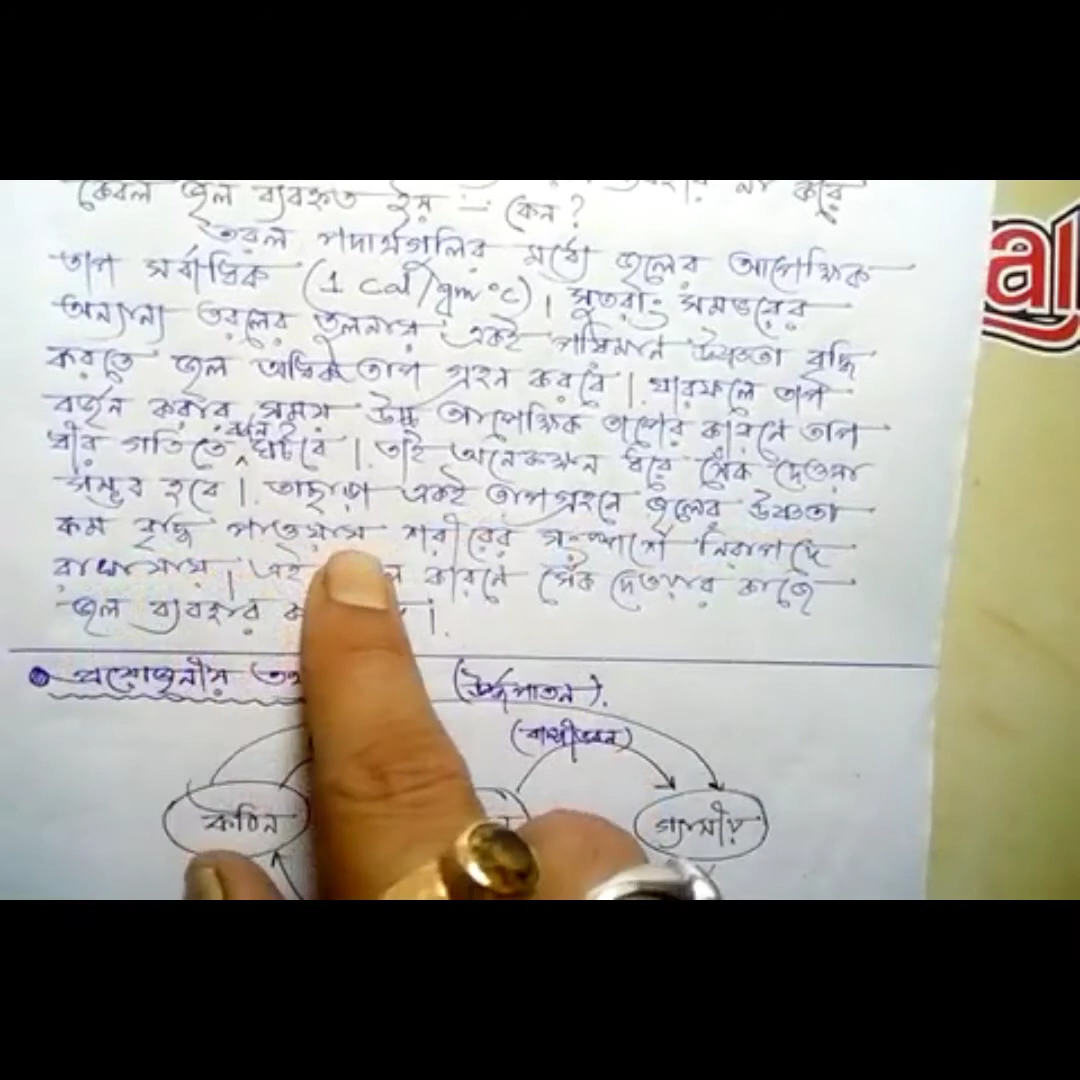 কেবল জল ব্যবহৃত হয় :- কেন?
তরল পদার্থগুলির মধ্যে জলের আপেক্ষিক
তাপ সর্বাধিক (1 Cal/gm°c)। সুতরাং সমভরের
অন্যান্য তরলের তুলনায় একই পরিমান উষ্ণতা বৃদ্ধি
করতে জল অধিক তাপ গ্রহন করবে। যারফলে তাপ
বর্জন করার সময় উচ্চ আপেক্ষিক তাপের কারনে তাপ
ধীর গতিতে ঘটবে। তাই অনেকক্ষন ধরে সেঁক দেওয়া
সম্ভব হবে। তাছাড়া একই তাপগ্রহনে জলের উষ্ণতা
কম বৃদ্ধি পাওয়ায় শরীরের সংস্পর্শে নিরাপদে
রাখাযায়। এই কারনে সেঁক দেওয়ার কাজে
জল ব্যবহার
প্রয়োজনীয় (উর্দ্ধপাতন).
(বাষ্পীভবন)
কঠিন গ্যাসীয়
al